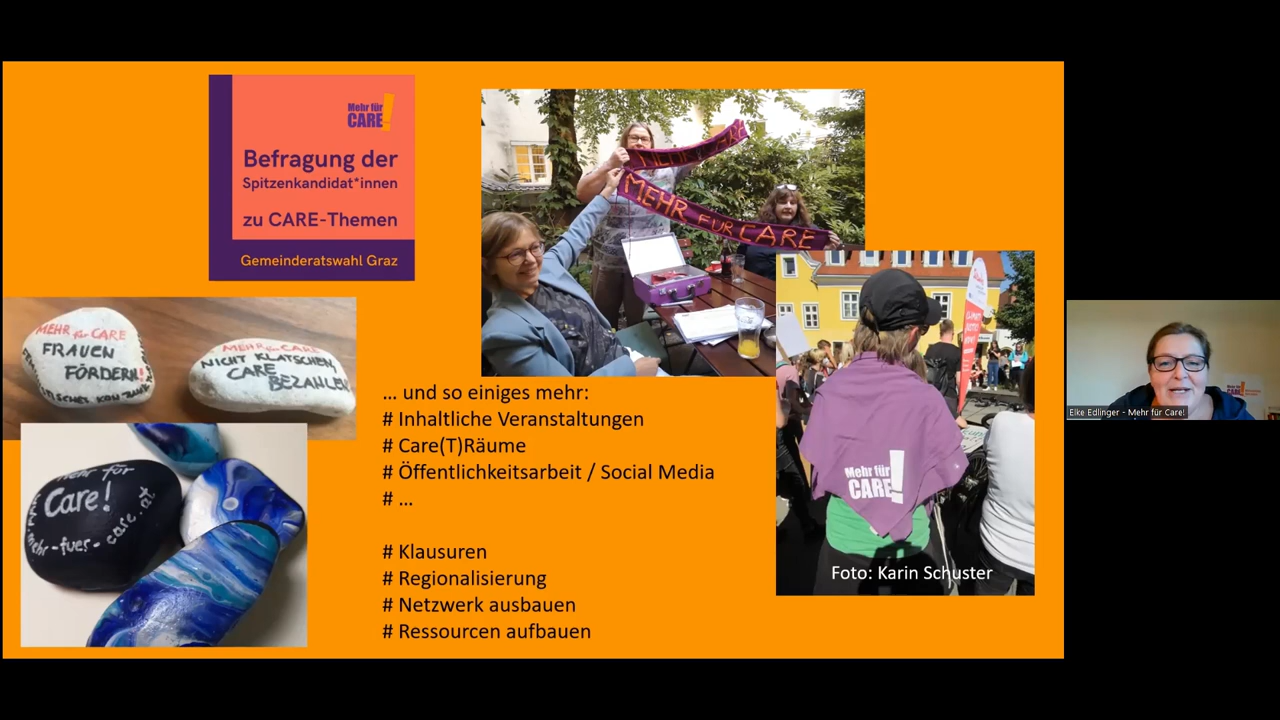 Mehr für
CARE!
Befragung der
Spitzenkandidat*innen
zu CARE-Themen
Gemeinderatswahl Graz
MEHR FÜR CARE
MEHR für CARE
FRAUEN
FÖRDERN!
MEHR für CARE
NICHT KLATSCHEN,
CARE
BEZAHLEN
mehr für
Care!
mehr-fuer-care.at
... und so einiges mehr:
# Inhaltliche Veranstaltungen
# Care(T)Räume
# Öffentlichkeitsarbeit / Social Media
# ...
# Klausuren
# Regionalisierung
# Netzwerk ausbauen
# Ressourcen aufbauen
Mehr für
CARE!
Foto: Karin Schuster
Elke Edlinger - Mehr für Care!